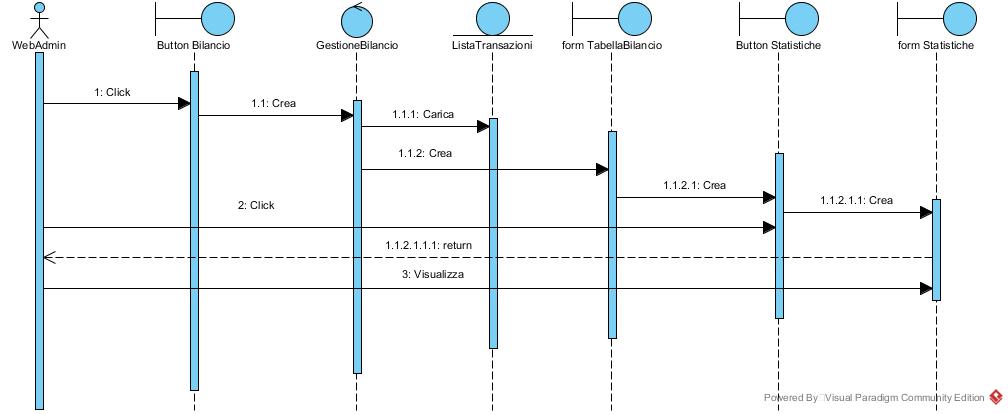 WebAdmin
Button Bilancio
GestioneBilancio
ListaTransazioni
form TabellaBilancio
Button Statistiche
form Statistiche
1: Click
1.1: Crea
1.1.1: Carica
1.1.2: Crea
1.1.2.1: Crea
1.1.2.1.1: Crea
2: Click
1.1.2.1.1.1: return
3: Visualizza
Powered By Visual Paradigm Community Edition